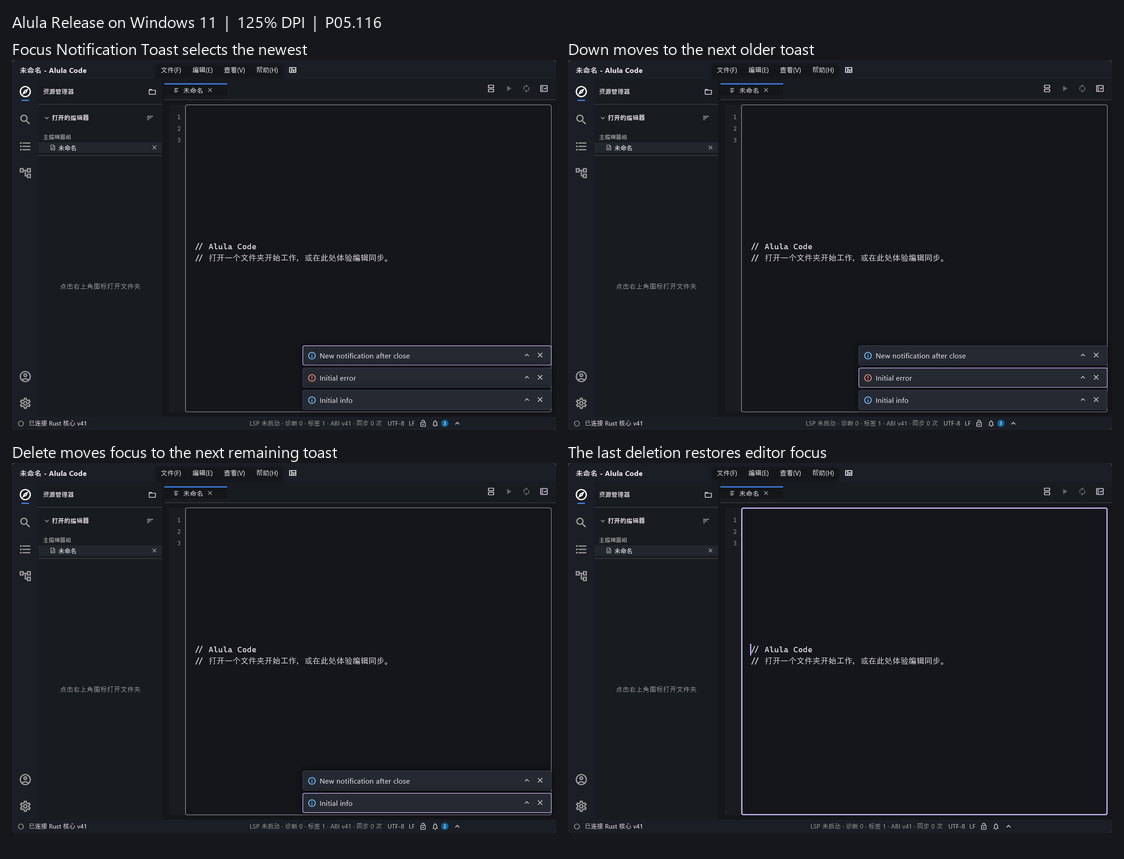 Alula Release on Windows 11 | 125% DPI | P05.116
Focus Notification Toast selects the newest
未命名 - Alula Code 文件(F) 编辑(E) 查看(V) 帮助(H)
资源管理器 未命名
打开的编辑器
主编辑器组
未命名
1
2
3
// Alula Code
// 打开一个文件夹开始工作，或在此处体验编辑同步。
点击右上角图标打开文件夹
New notification after close
Initial error
Initial info
已连接 Rust 核心 v41 LSP 未启动 · 诊断 0 · 标签 1 · ABI v41 · 同步 0 次 UTF-8 LF 3
Down moves to the next older toast
未命名 - Alula Code 文件(F) 编辑(E) 查看(V) 帮助(H)
资源管理器 未命名
打开的编辑器
主编辑器组
未命名
1
2
3
// Alula Code
// 打开一个文件夹开始工作，或在此处体验编辑同步。
点击右上角图标打开文件夹
New notification after close
Initial error
Initial info
已连接 Rust 核心 v41 LSP 未启动 · 诊断 0 · 标签 1 · ABI v41 · 同步 0 次 UTF-8 LF 3
Delete moves focus to the next remaining toast
未命名 - Alula Code 文件(F) 编辑(E) 查看(V) 帮助(H)
资源管理器 未命名
打开的编辑器
主编辑器组
未命名
1
2
3
// Alula Code
// 打开一个文件夹开始工作，或在此处体验编辑同步。
点击右上角图标打开文件夹
New notification after close
Initial info
已连接 Rust 核心 v41 LSP 未启动 · 诊断 0 · 标签 1 · ABI v41 · 同步 0 次 UTF-8 LF 2
The last deletion restores editor focus
未命名 - Alula Code 文件(F) 编辑(E) 查看(V) 帮助(H)
资源管理器 未命名
打开的编辑器
主编辑器组
未命名
1
2
3
// Alula Code
// 打开一个文件夹开始工作，或在此处体验编辑同步。
点击右上角图标打开文件夹
已连接 Rust 核心 v41 LSP 未启动 · 诊断 0 · 标签 1 · ABI v41 · 同步 0 次 UTF-8 LF